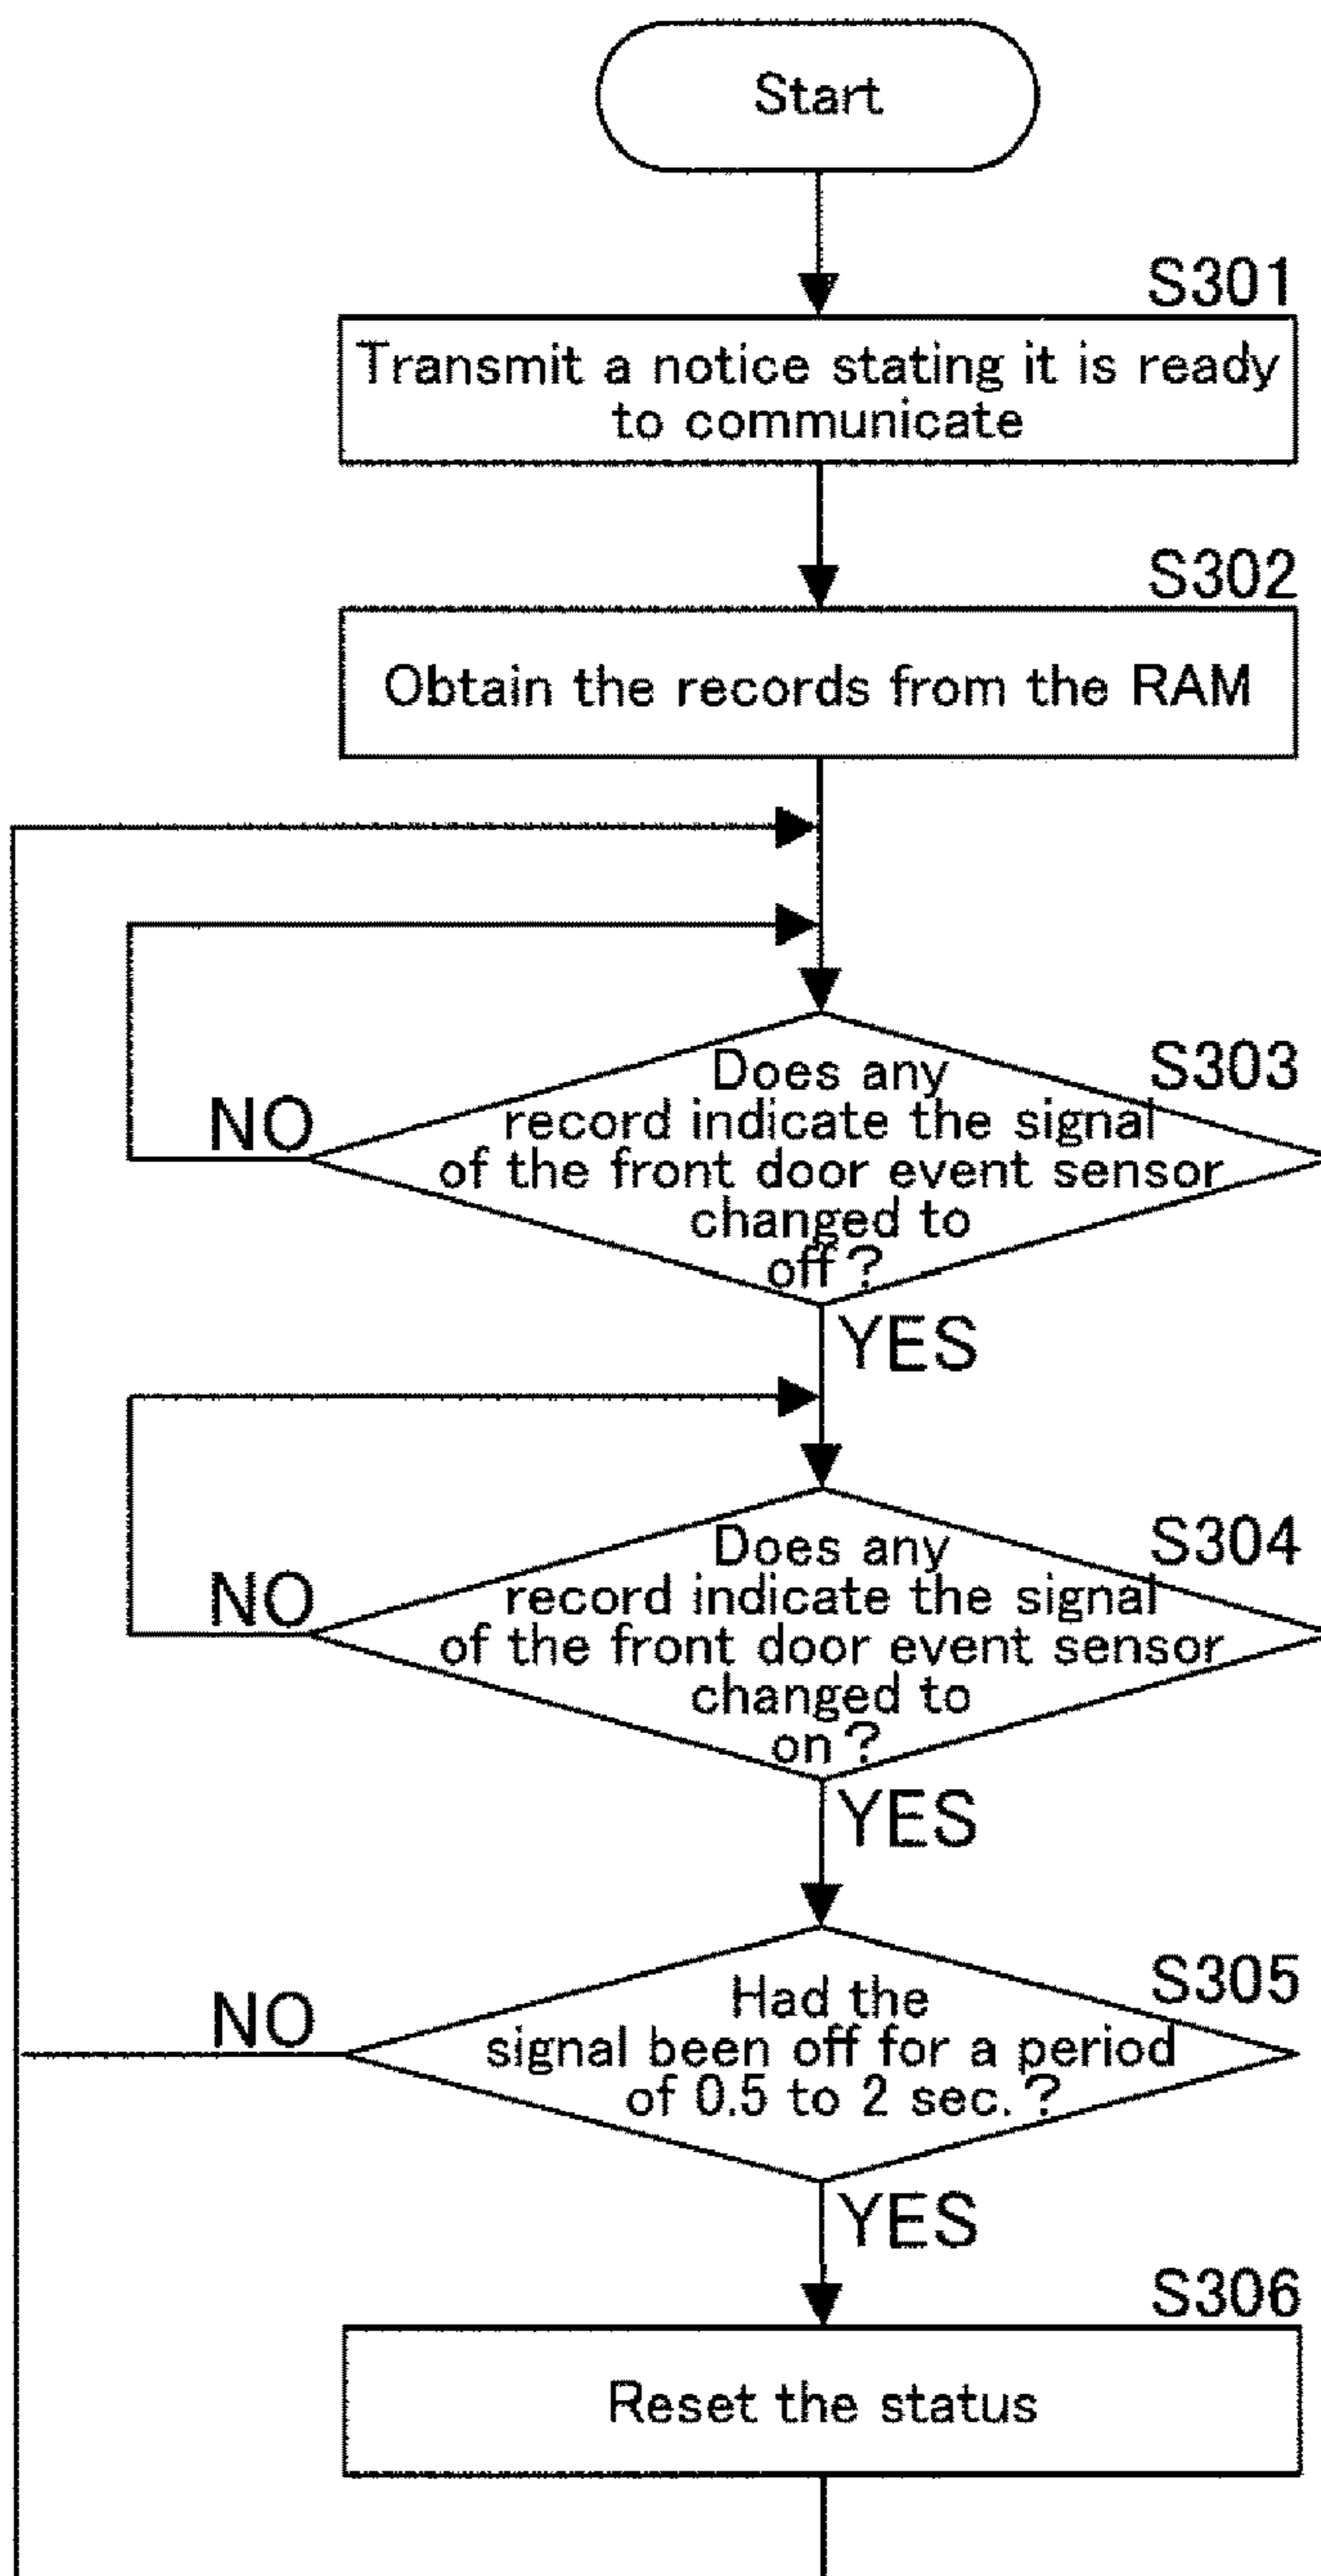 Start
S301
Transmit a notice stating it is ready
to communicate
S302
Obtain the records from the RAM
S303
Does any
record indicate the signal
of the front door event sensor
changed to
off?
NO
YES
S304
Does any
record indicate the signal
of the front door event sensor
changed to
on?
NO
YES
S305
Had the
signal been off for a period
of 0.5 to 2 sec.?
NO
YES
S306
Reset the status